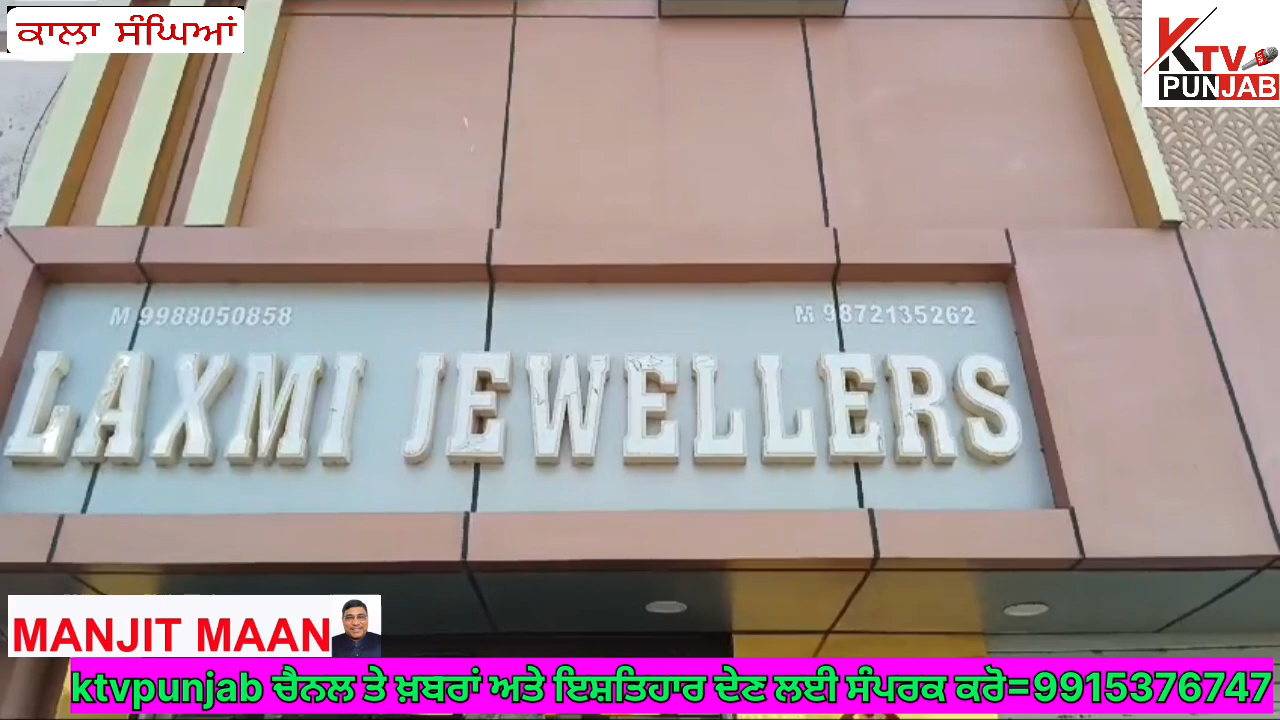 ਕਾਲਾ ਸੰਘਿਆਂ
KTV
PUNJAB
M 9988050858
M 9872135262
LAXMI JEWELLERS
MANJIT MAAN
ktvpunjab ਚੈਨਲ ਤੇ ਖ਼ਬਰਾਂ ਅਤੇ ਇਸ਼ਤਿਹਾਰ ਦੇਣ ਲਈ ਸੰਪਰਕ ਕਰੋ=9915376747